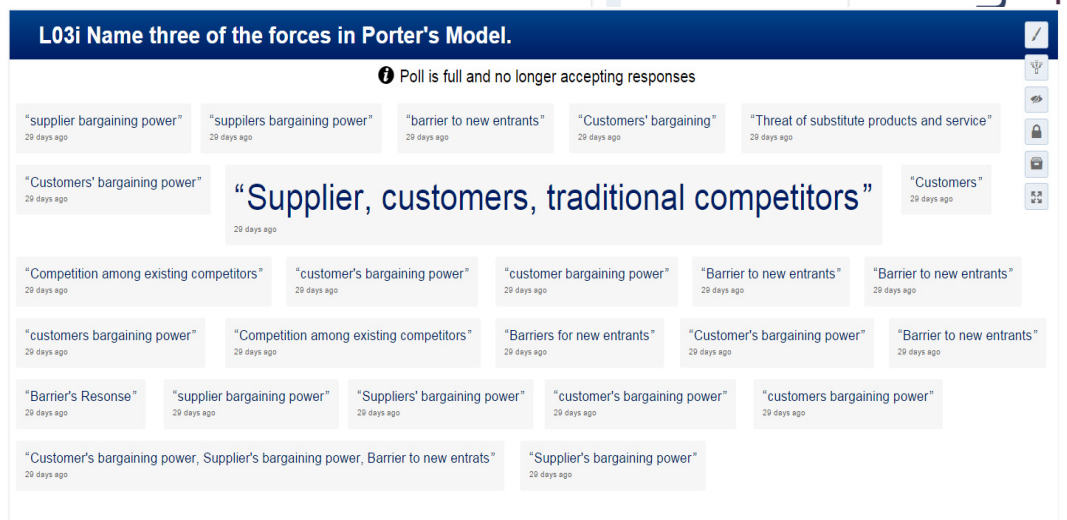 L03i Name three of the forces in Porter's Model.
Poll is full and no longer accepting responses
“supplier bargaining power” “suppilers bargaining power” “barrier to new entrants” “Customers' bargaining” “Threat of substitute products and service”
29 days ago 29 days ago 29 days ago 29 days ago 29 days ago
“Customers' bargaining power” “Supplier, customers, traditional competitors” “Customers”
29 days ago 29 days ago 29 days ago
“Competition among existing competitors” “customer's bargaining power” “customer bargaining power” “Barrier to new entrants” “Barrier to new entrants”
29 days ago 29 days ago 29 days ago 29 days ago 29 days ago
“customers bargaining power” “Competition among existing competitors” “Barriers for new entrants” “Customer's bargaining power” “Barrier to new entrants”
29 days ago 29 days ago 29 days ago 29 days ago 29 days ago
“Barrier's Resonse” “supplier bargaining power” “Suppliers' bargaining power” “customer's bargaining power” “customers bargaining power”
29 days ago 29 days ago 29 days ago 29 days ago 29 days ago
“Customer's bargaining power, Supplier's bargaining power, Barrier to new entrats” “Supplier's bargaining power”
29 days ago 29 days ago